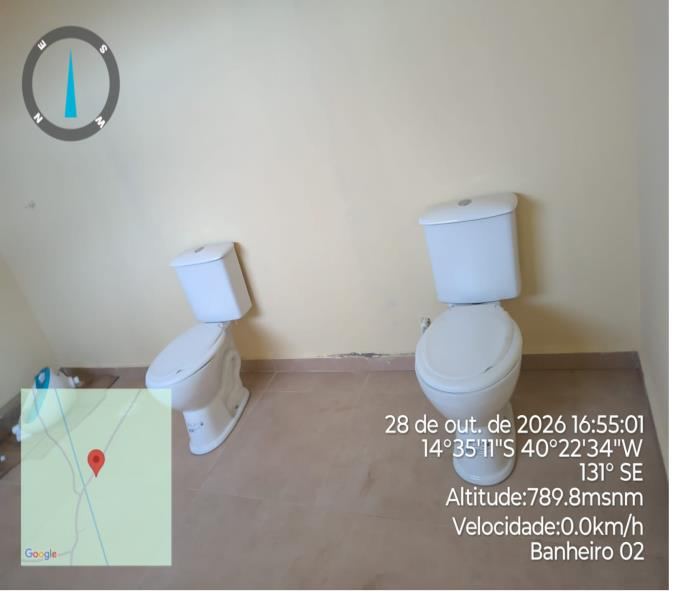 E
S
N
W
28 de out. de 2026 16:55:01
14°35'11"S 40°22'34"W
131° SE
Altitude:789.8msnm
Velocidade:0.0km/h
Banheiro 02
Google